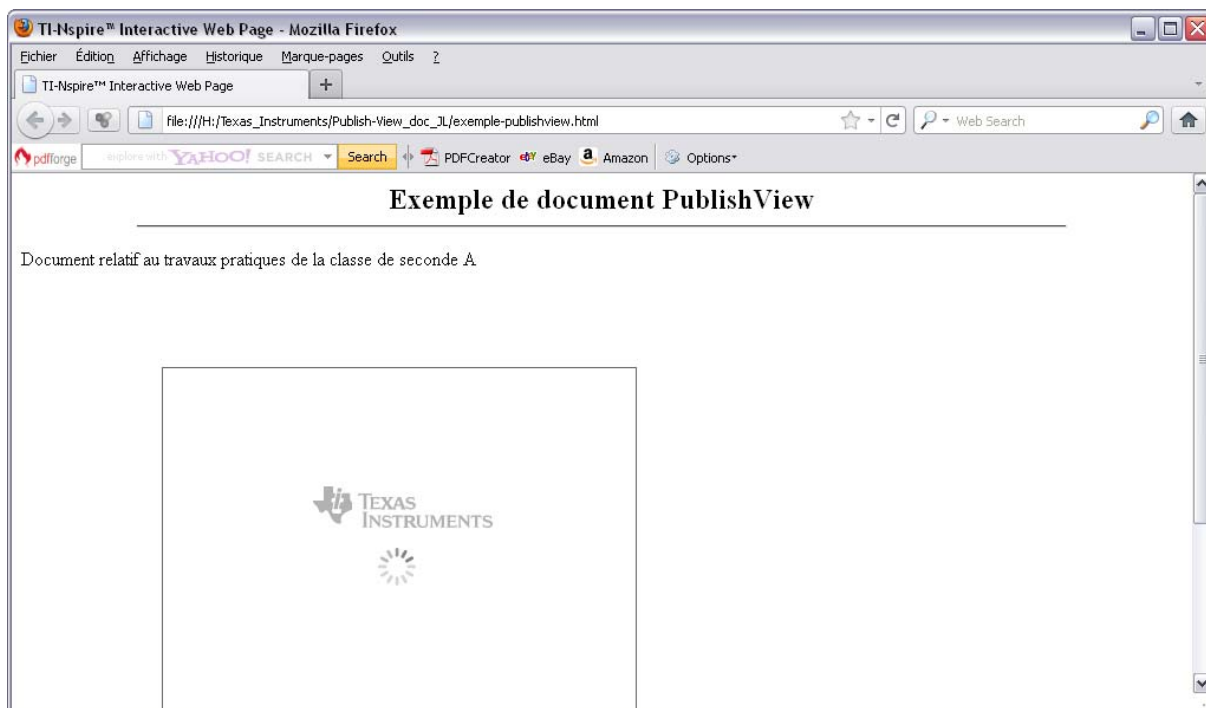 TI-Nspire™ Interactive Web Page - Mozilla Firefox
Fichier Édition Affichage Historique Marque-pages Outils ?
TI-Nspire™ Interactive Web Page +
file:///H:/Texas_Instruments/Publish-View_doc_JL/exemple-publishview.html Web Search
pdfforge explore with YAHOO! SEARCH Search PDFCreator eBay Amazon Options
Exemple de document PublishView
Document relatif au travaux pratiques de la classe de seconde A
TEXAS
INSTRUMENTS